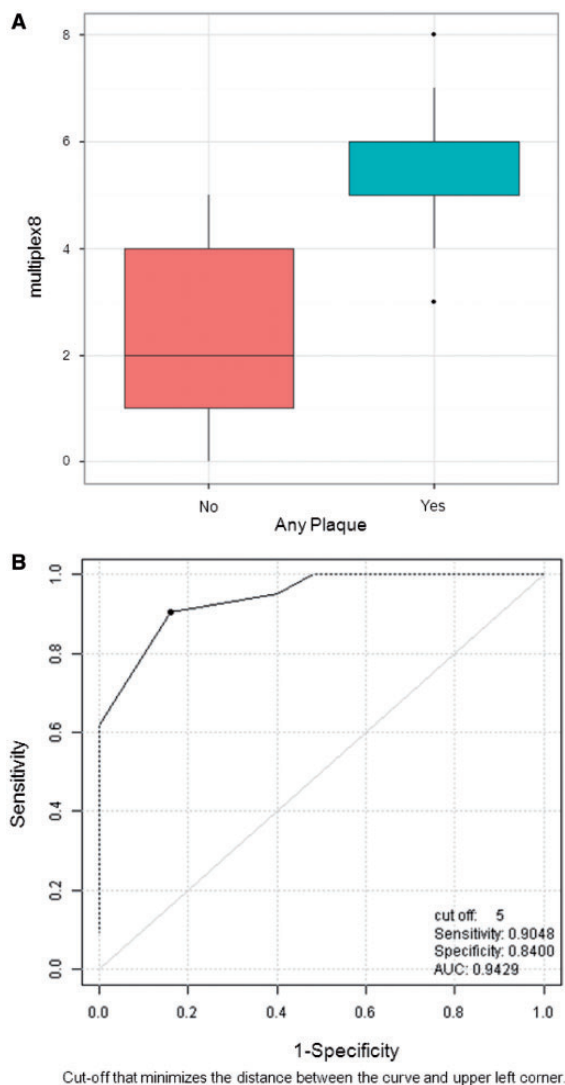 A
8
6
4
2
0
multiplex8
No Yes
Any Plaque
B
1.0
0.8
0.6
0.4
0.2
0.0
Sensitivity
cut off: 5
Sensitivity: 0.9048
Specificity: 0.8400
AUC: 0.9429
0.0 0.2 0.4 0.6 0.8 1.0
1-Specificity
Cut-off that minimizes the distance between the curve and upper left corner.